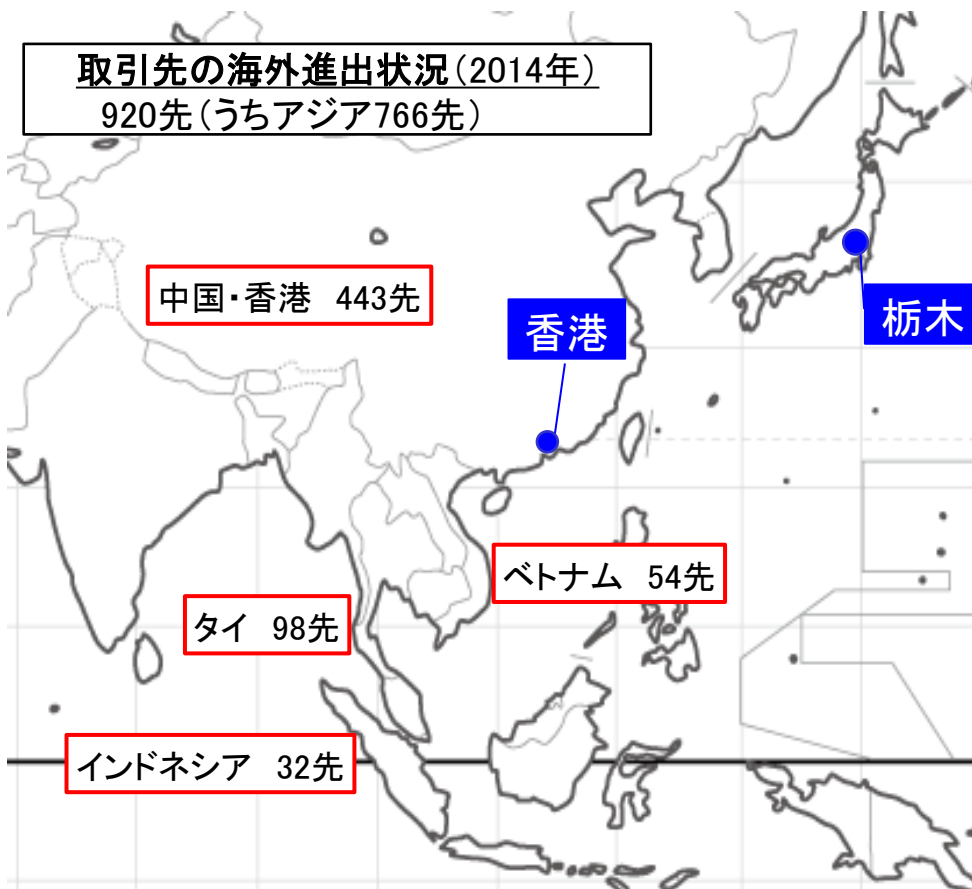 取引先の海外進出状況(2014年)
920先(うちアジア766先)
中国・香港 443先
香港
栃木
ベトナム 54先
タイ 98先
インドネシア 32先